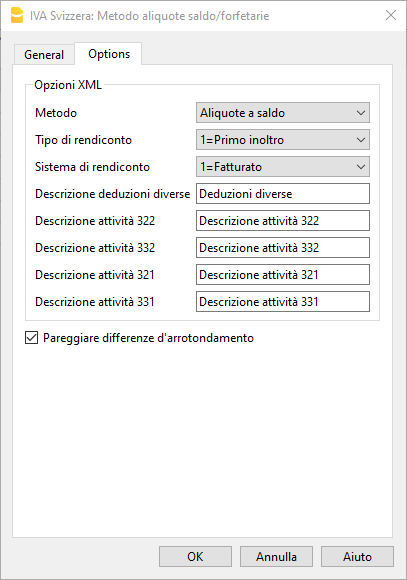 IVA Svizzera: Metodo aliquote saldo/forfetarie
General Options
Opzioni XML
Metodo Aliquote a saldo
Tipo di rendiconto 1=Primo inoltro
Sistema di rendiconto 1=Fatturato
Descrizione deduzioni diverse Deduzioni diverse
Descrizione attività 322 Descrizione attività 322
Descrizione attività 332 Descrizione attività 332
Descrizione attività 321 Descrizione attività 321
Descrizione attività 331 Descrizione attività 331
Pareggiare differenze d'arrotondamento
OK Annulla Aiuto